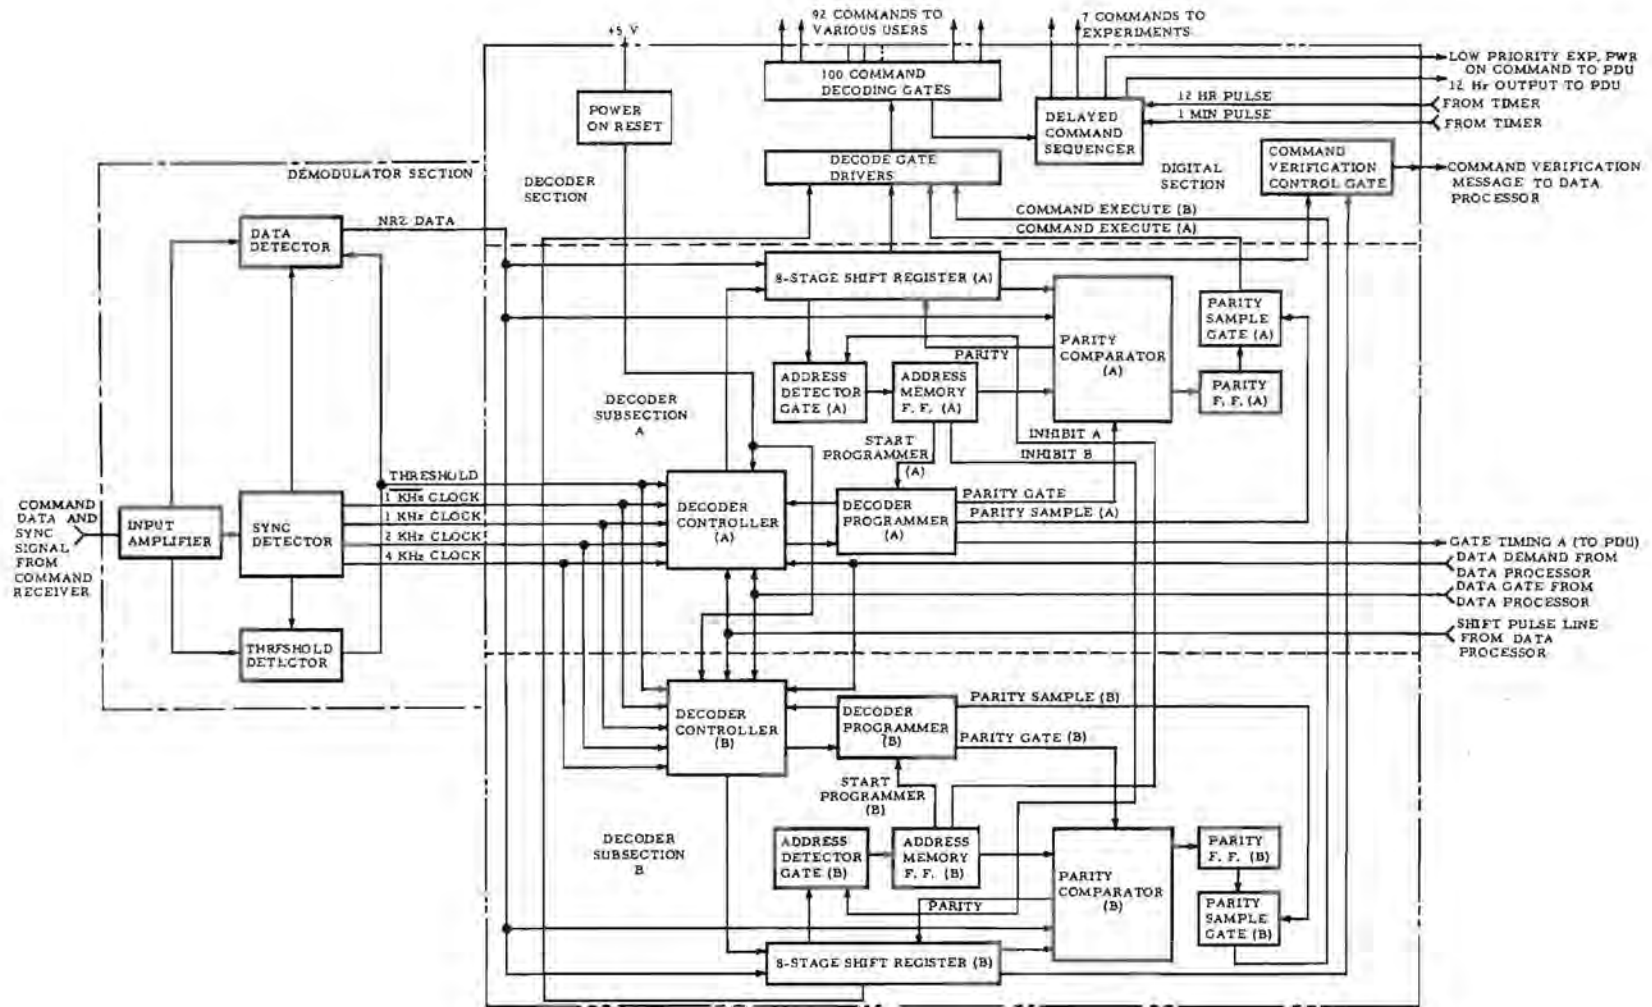 92 COMMANDS TO
VARIOUS USERS
7 COMMANDS TO
EXPERIMENTS
+5 V
100 COMMAND
DECODING GATES
LOW PRIORITY EXP. PWR
ON COMMAND TO PDU
12 Hr OUTPUT TO PDU
POWER
ON RESET
DELAYED
COMMAND
SEQUENCER
12 HR PULSE
1 MIN PULSE
FROM TIMER
FROM TIMER
DEMODULATOR SECTION
DECODER
SECTION
DECODE GATE
DRIVERS
DIGITAL
SECTION
COMMAND
VERIFICATION
CONTROL GATE
COMMAND VERIFICATION
MESSAGE TO DATA
PROCESSOR
COMMAND EXECUTE (B)
COMMAND EXECUTE (A)
DATA
DETECTOR
NRZ DATA
8-STAGE SHIFT REGISTER (A)
PARITY
SAMPLE
GATE (A)
PARITY
COMPARATOR
(A)
PARITY
ADDRESS
DETECTOR
GATE (A)
ADDRESS
MEMORY
F. F. (A)
PARITY
F. F. (A)
DECODER
SUBSECTION
A
START
PROGRAMMER
(A)
INHIBIT A
INHIBIT B
THRESHOLD
1 KHz CLOCK
1 KHz CLOCK
2 KHz CLOCK
4 KHz CLOCK
COMMAND
DATA AND
SYNC
SIGNAL
FROM
COMMAND
RECEIVER
INPUT
AMPLIFIER
SYNC
DETECTOR
DECODER
CONTROLLER
(A)
DECODER
PROGRAMMER
(A)
PARITY GATE
PARITY SAMPLE (A)
GATE TIMING A (TO PDU)
DATA DEMAND FROM
DATA PROCESSOR
DATA GATE FROM
DATA PROCESSOR
SHIFT PULSE LINE
FROM DATA
PROCESSOR
THRFSHOLD
DETECTOR
DECODER
CONTROLLER
(B)
DECODER
PROGRAMMER
(B)
PARITY SAMPLE (B)
PARITY GATE (B)
START
PROGRAMMER
(B)
DECODER
SUBSECTION
B
ADDRESS
DETECTOR
GATE (B)
ADDRESS
MEMORY
F. F. (B)
PARITY
COMPARATOR
(B)
PARITY
F. F. (B)
PARITY
PARITY
SAMPLE
GATE (B)
8-STAGE SHIFT REGISTER (B)